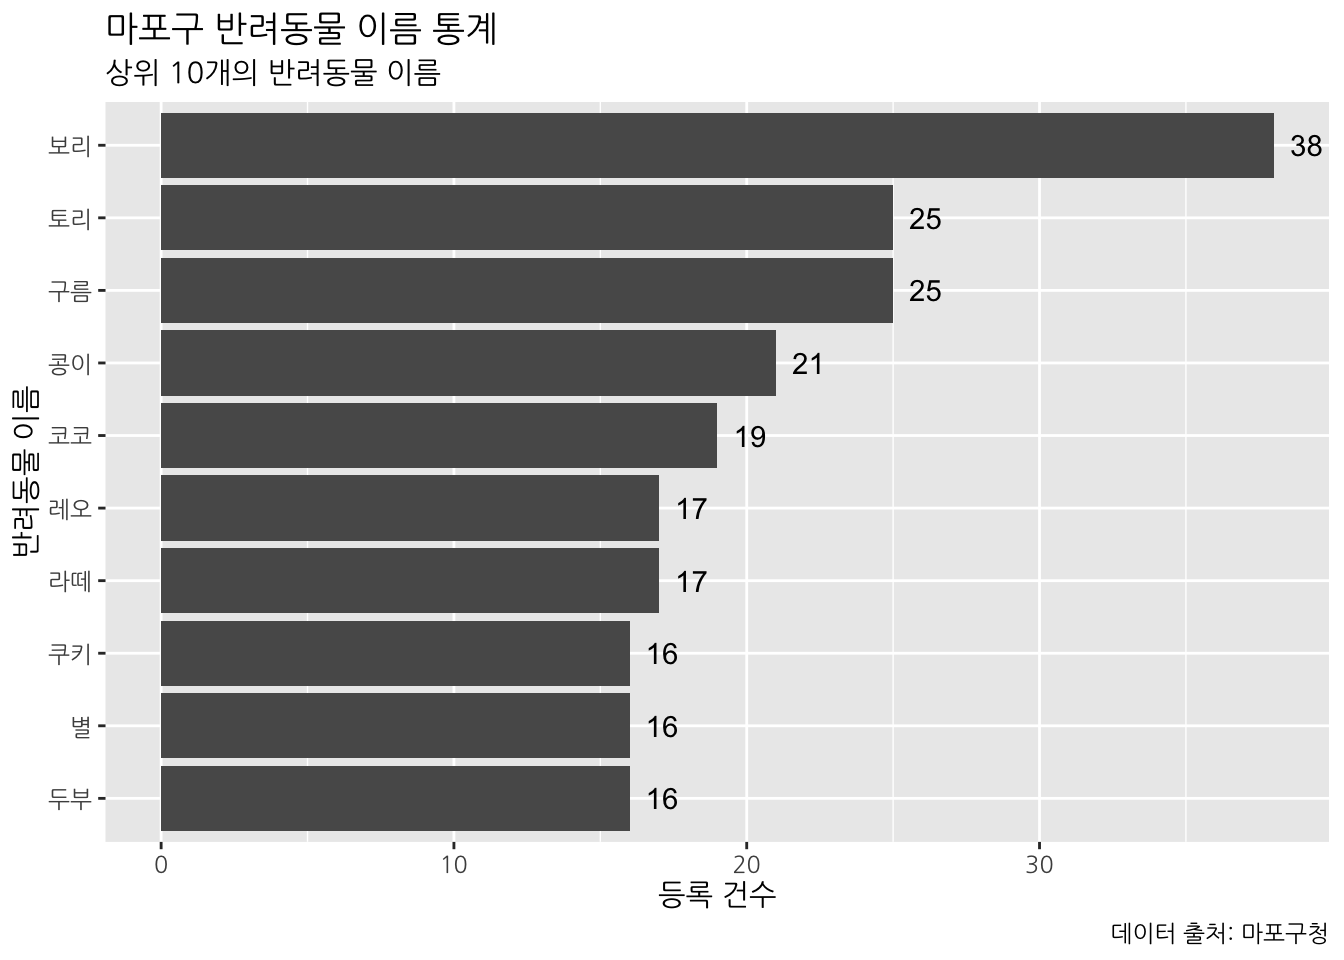 마포구 반려동물 이름 통계
상위 10개의 반려동물 이름
반려동물 이름
보리 38
토리 25
구름 25
콩이 21
코코 19
레오 17
라떼 17
쿠키 16
별 16
두부 16
0 10 20 30
등록 건수
데이터 출처: 마포구청